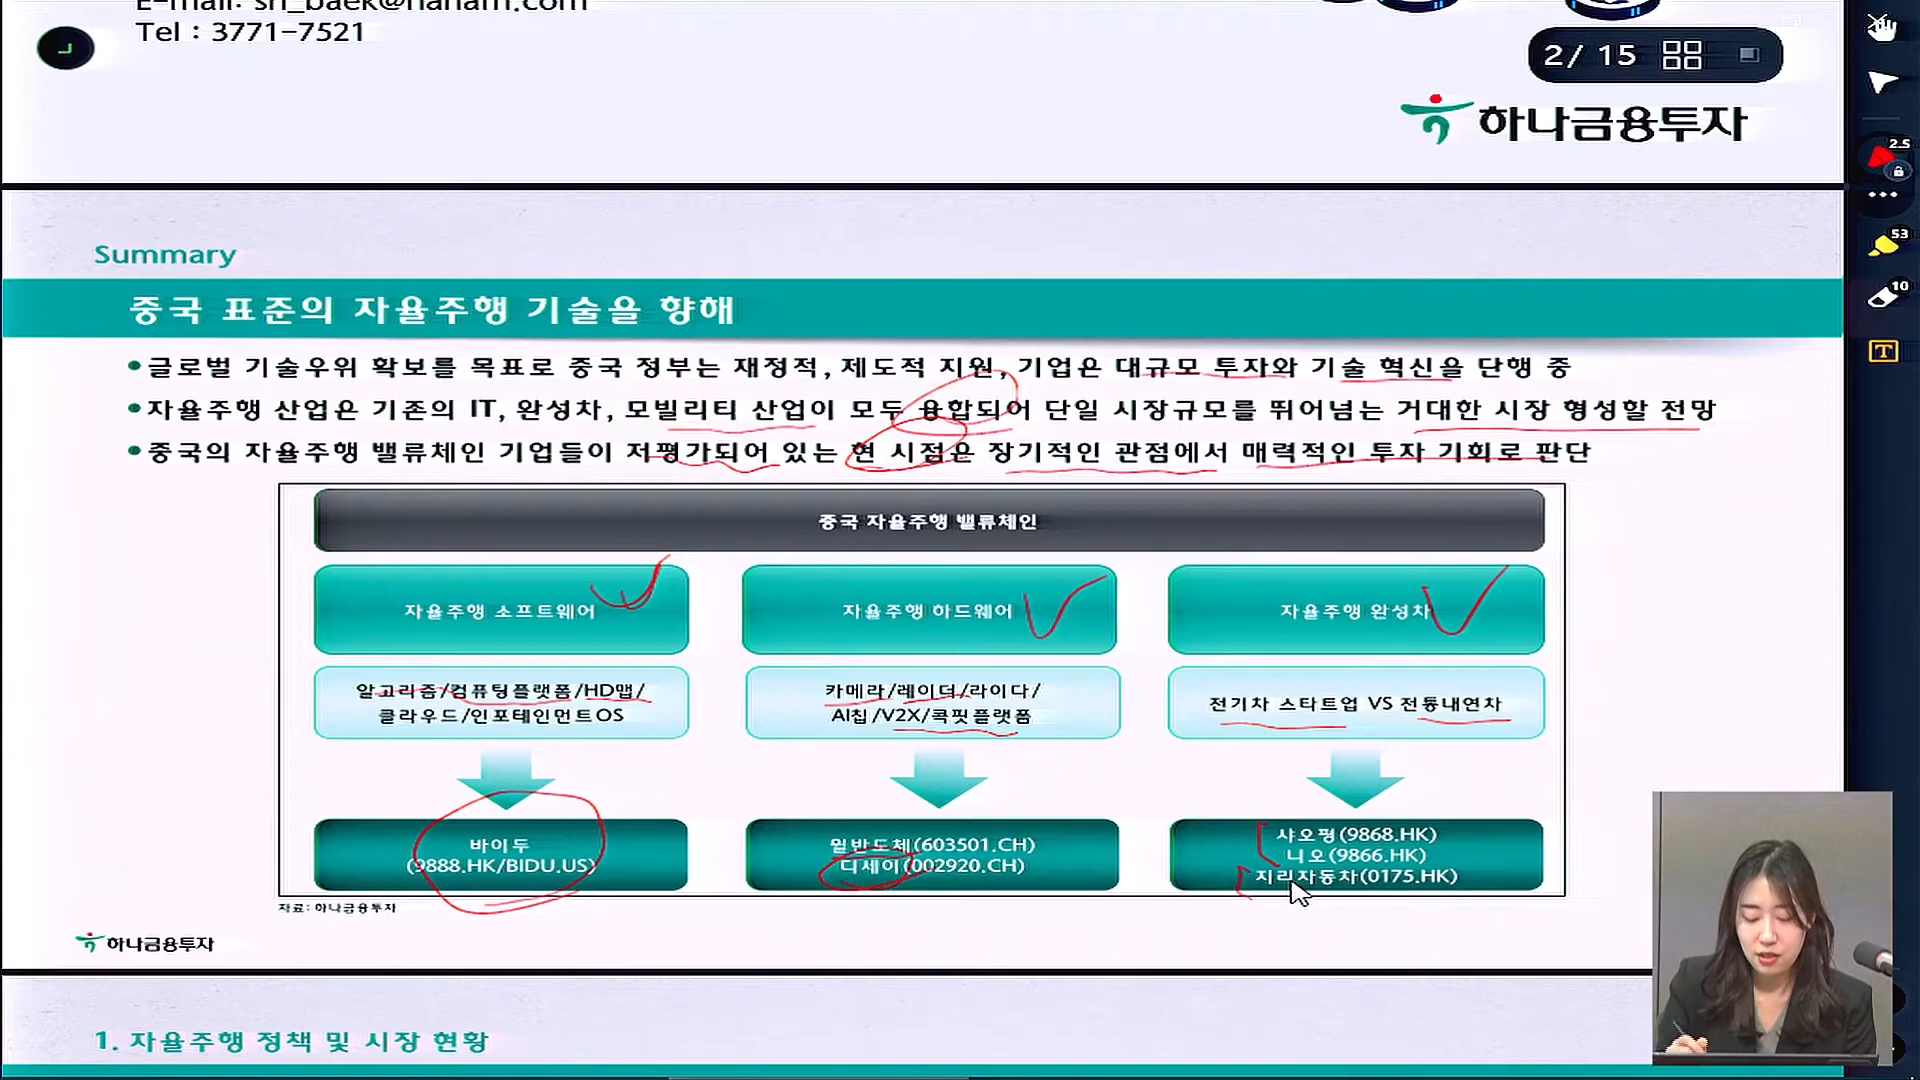 Tel : 3771-7521
2/ 15
하나금융투자
2.5
53
10
T
Summary
중국 표준의 자율주행 기술을 향해
•글로벌 기술우위 확보를 목표로 중국 정부는 재정적, 제도적 지원, 기업은 대규모 투자와 기술 혁신을 단행 중
•자율주행 산업은 기존의 IT, 완성차, 모빌리티 산업이 모두 융합되어 단일 시장규모를 뛰어넘는 거대한 시장 형성할 전망
•중국의 자율주행 밸류체인 기업들이 저평가되어 있는 현 시점은 장기적인 관점에서 매력적인 투자 기회로 판단
중국 자율주행 밸류체인
자율주행 소프트웨어
자율주행 하드웨어
자율주행 완성차
알고리즘/컴퓨팅플랫폼/HD맵/
클라우드/인포테인먼트OS
카메라/레이더/라이다/
AI칩/V2X/콕핏플랫폼
전기차 스타트업 VS 전통내연차
바이두
(9888.HK/BIDU.US)
윌반도체(603501.CH)
디세이(002920.CH)
샤오펑(9868.HK)
니오(9866.HK)
지리자동차(0175.HK)
자료: 하나금융투자
하나금융투자
1. 자율주행 정책 및 시장 현황